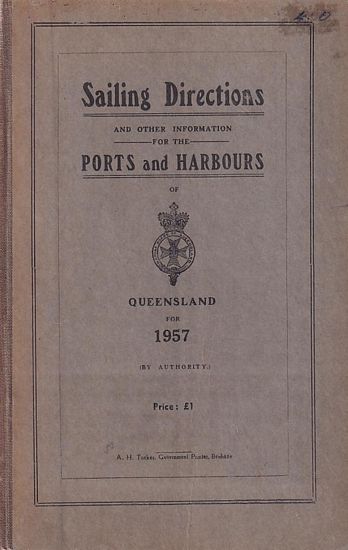 Sailing Directions
AND OTHER INFORMATION
FOR THE
PORTS and HARBOURS
OF
QUEENSLAND
FOR
1957
(BY AUTHORITY.)
Price: £1
A. H. Tucker, Government Printer, Brisbane